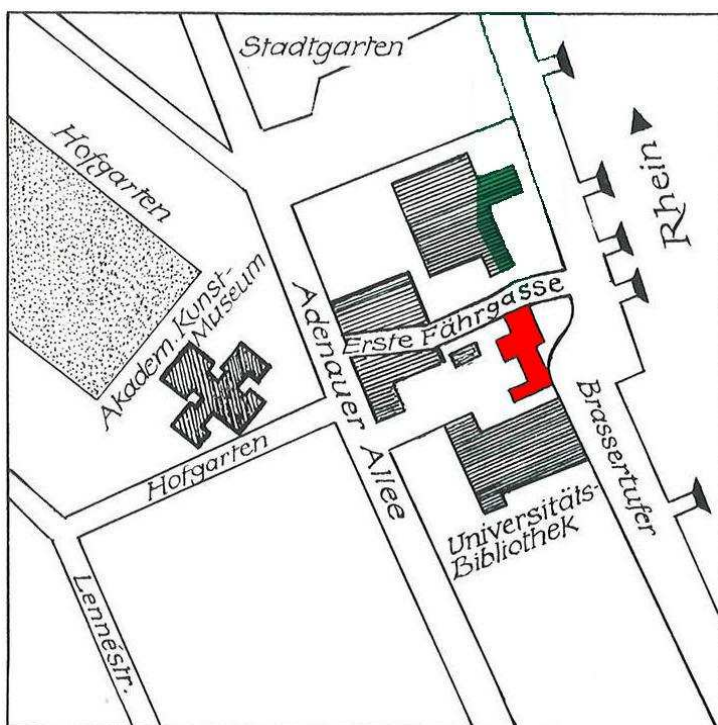 Stadtgarten
Hofgarten
Rhein
Akadem. Kunst-
Museum
Adenauer Allee
Erste Fährgasse
Hofgarten
Brassertufer
Universitäts-
Bibliothek
Lennéstr.